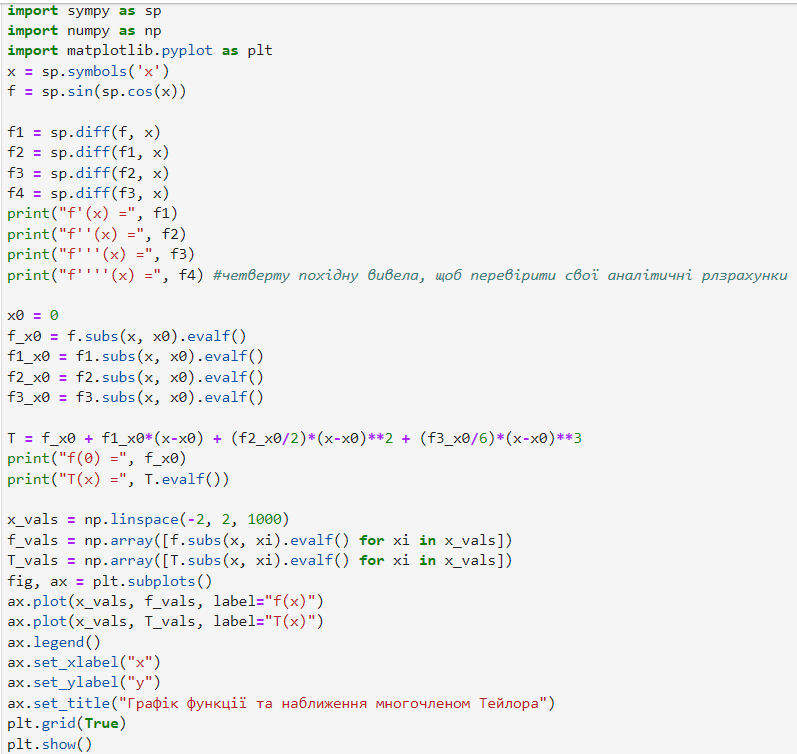 import sympy as sp
import numpy as np
import matplotlib.pyplot as plt
x = sp.symbols('x')
f = sp.sin(sp.cos(x))
f1 = sp.diff(f, x)
f2 = sp.diff(f1, x)
f3 = sp.diff(f2, x)
f4 = sp.diff(f3, x)
print("f'(x) =", f1)
print("f''(x) =", f2)
print("f'''(x) =", f3)
print("f''''(x) =", f4) #четверту похідну вивела, щоб перевірити свої аналітичні рлзрахунки
x0 = 0
f_x0 = f.subs(x, x0).evalf()
f1_x0 = f1.subs(x, x0).evalf()
f2_x0 = f2.subs(x, x0).evalf()
f3_x0 = f3.subs(x, x0).evalf()
T = f_x0 + f1_x0*(x-x0) + (f2_x0/2)*(x-x0)**2 + (f3_x0/6)*(x-x0)**3
print("f(0) =", f_x0)
print("T(x) =", T.evalf())
x_vals = np.linspace(-2, 2, 1000)
f_vals = np.array([f.subs(x, xi).evalf() for xi in x_vals])
T_vals = np.array([T.subs(x, xi).evalf() for xi in x_vals])
fig, ax = plt.subplots()
ax.plot(x_vals, f_vals, label="f(x)")
ax.plot(x_vals, T_vals, label="T(x)")
ax.legend()
ax.set_xlabel("x")
ax.set_ylabel("y")
ax.set_title("Графік функції та наближення многочленом Тейлора")
plt.grid(True)
plt.show()